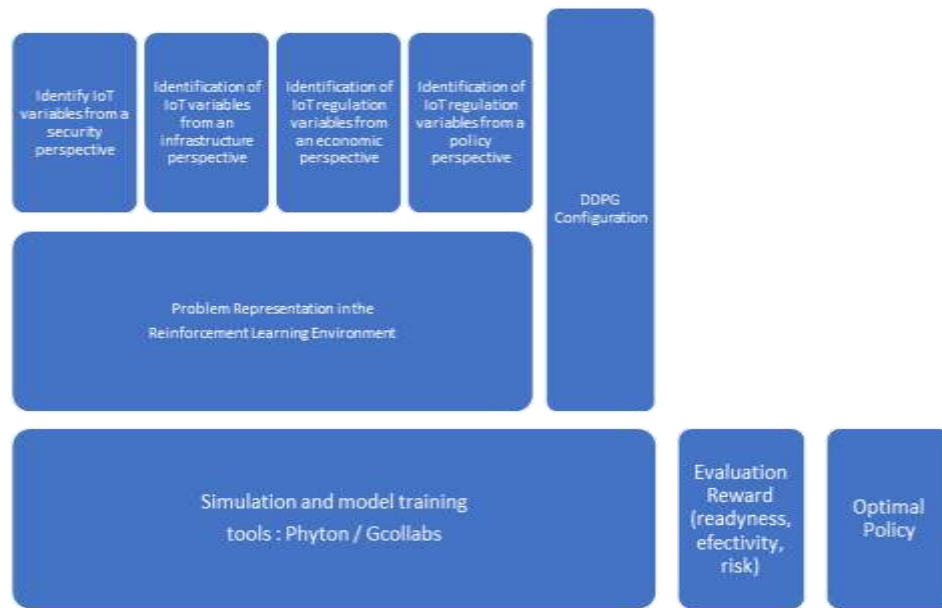 Identify IoT
variables from a
security
perspective
Identification of
IoT variables
from an
infrastructure
perspective
Identification of
IoT regulation
variables from
an economic
perspective
Identification of
IoT regulation
variables from a
policy
perspective
DDPG
Configuration
Problem Representation in the
Reinforcement Learning Environment
Simulation and model training
tools : Phyton / Gcollabs
Evaluation
Reward
(readyness,
efectivity,
risk)
Optimal
Policy